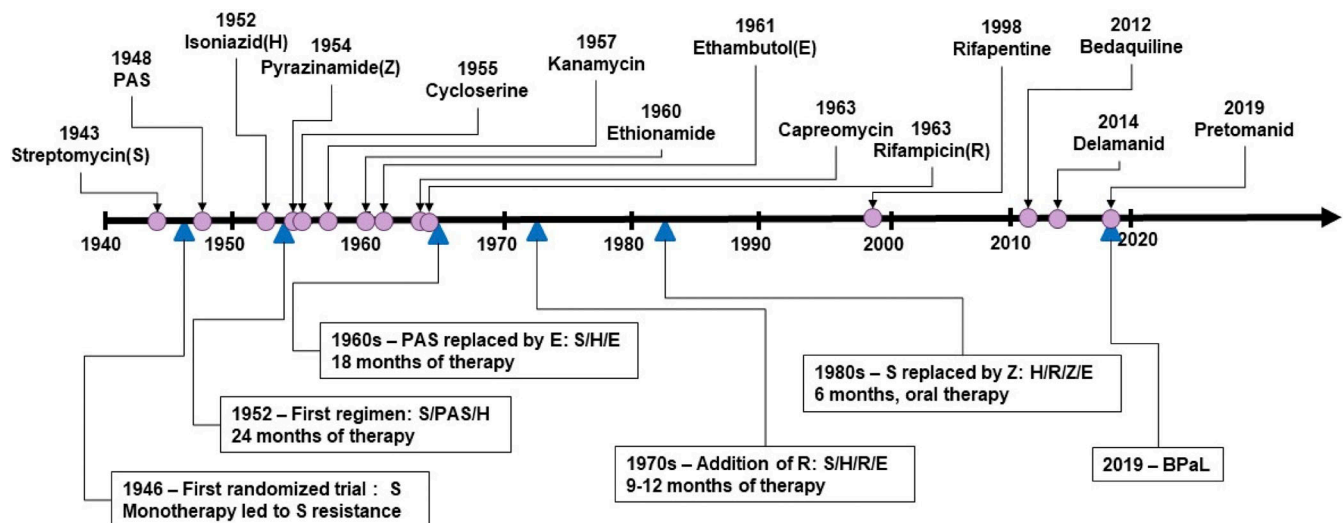 1943
Streptomycin(S)
1948
PAS
1952
Isoniazid(H)
1954
Pyrazinamide(Z)
1955
Cycloserine
1957
Kanamycin
1960
Ethionamide
1961
Ethambutol(E)
1963
Capreomycin
1963
Rifampicin(R)
1998
Rifapentine
2012
Bedaquiline
2014
Delamanid
2019
Pretomanid
1940
1950
1960
1970
1980
1990
2000
2010
2020
1960s – PAS replaced by E: S/H/E
18 months of therapy
1980s – S replaced by Z: H/R/Z/E
6 months, oral therapy
1952 – First regimen: S/PAS/H
24 months of therapy
1970s – Addition of R: S/H/R/E
9-12 months of therapy
2019 – BPaL
1946 – First randomized trial : S
Monotherapy led to S resistance